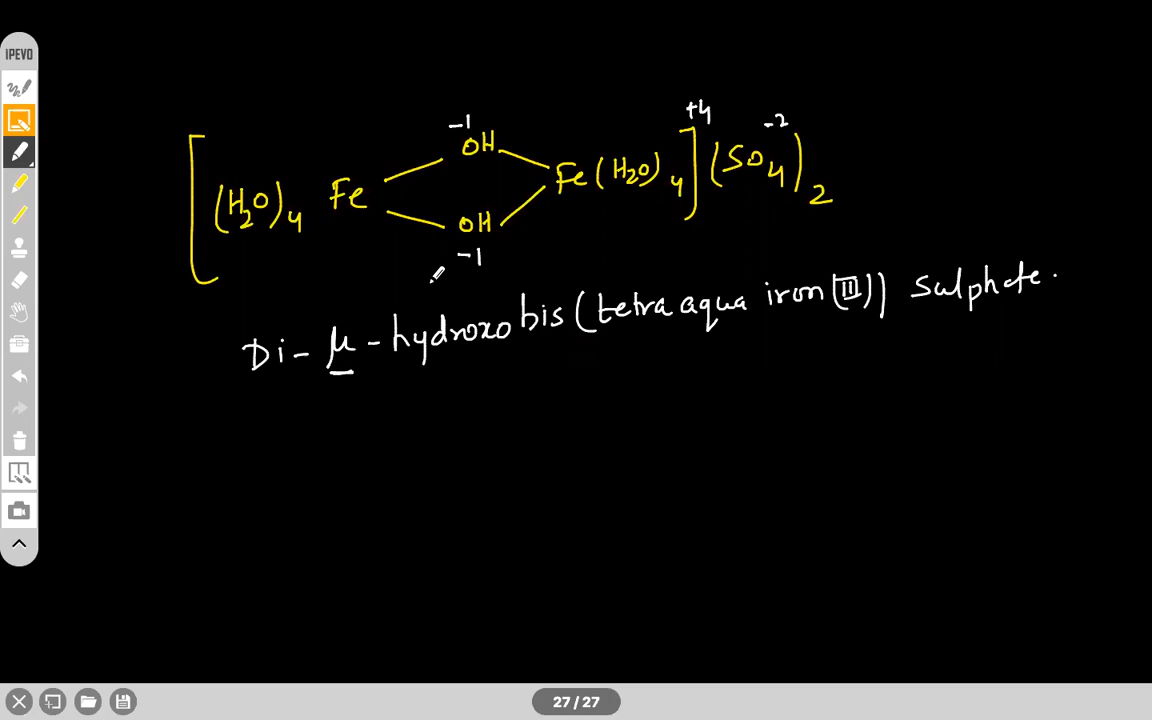 IPEVO
[(H2O)4 Fe OH OH Fe(H2O)4]+4 (SO4)2
-1
-1
-2
Di-μ-hydroxo bis(tetra aqua iron(III)) sulphate.
27/27